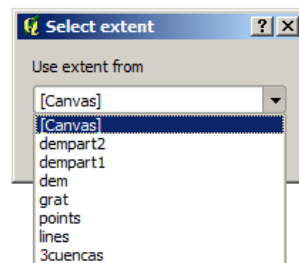 Select extent
Use extent from
[Canvas]
[Canvas]
dempart2
dempart1
dem
grat
points
lines
3cuencas